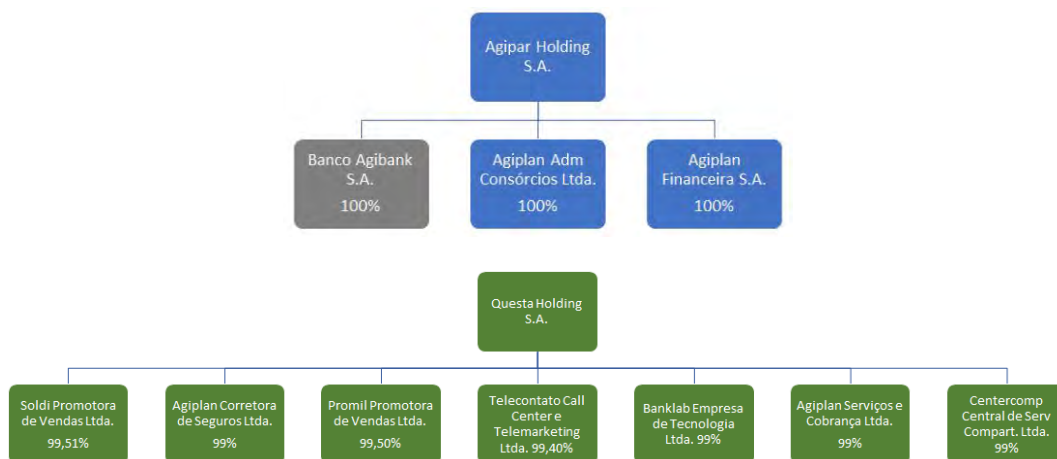 Agipar Holding
S.A.
Banco Agibank
S.A.
100%
Agiplan Adm
Consórcios Ltda.
100%
Agiplan
Financeira S.A.
100%
Questa Holding
S.A.
Soldi Promotora
de Vendas Ltda.
99,51%
Agiplan Corretora
de Seguros Ltda.
99%
Promil Promotora
de Vendas Ltda.
99,50%
Telecontato Call
Center e
Telemarketing
Ltda. 99,40%
Banklab Empresa
de Tecnologia
Ltda. 99%
Agiplan Serviços e
Cobrança Ltda.
99%
Centercomp
Central de Serv
Compart. Ltda.
99%